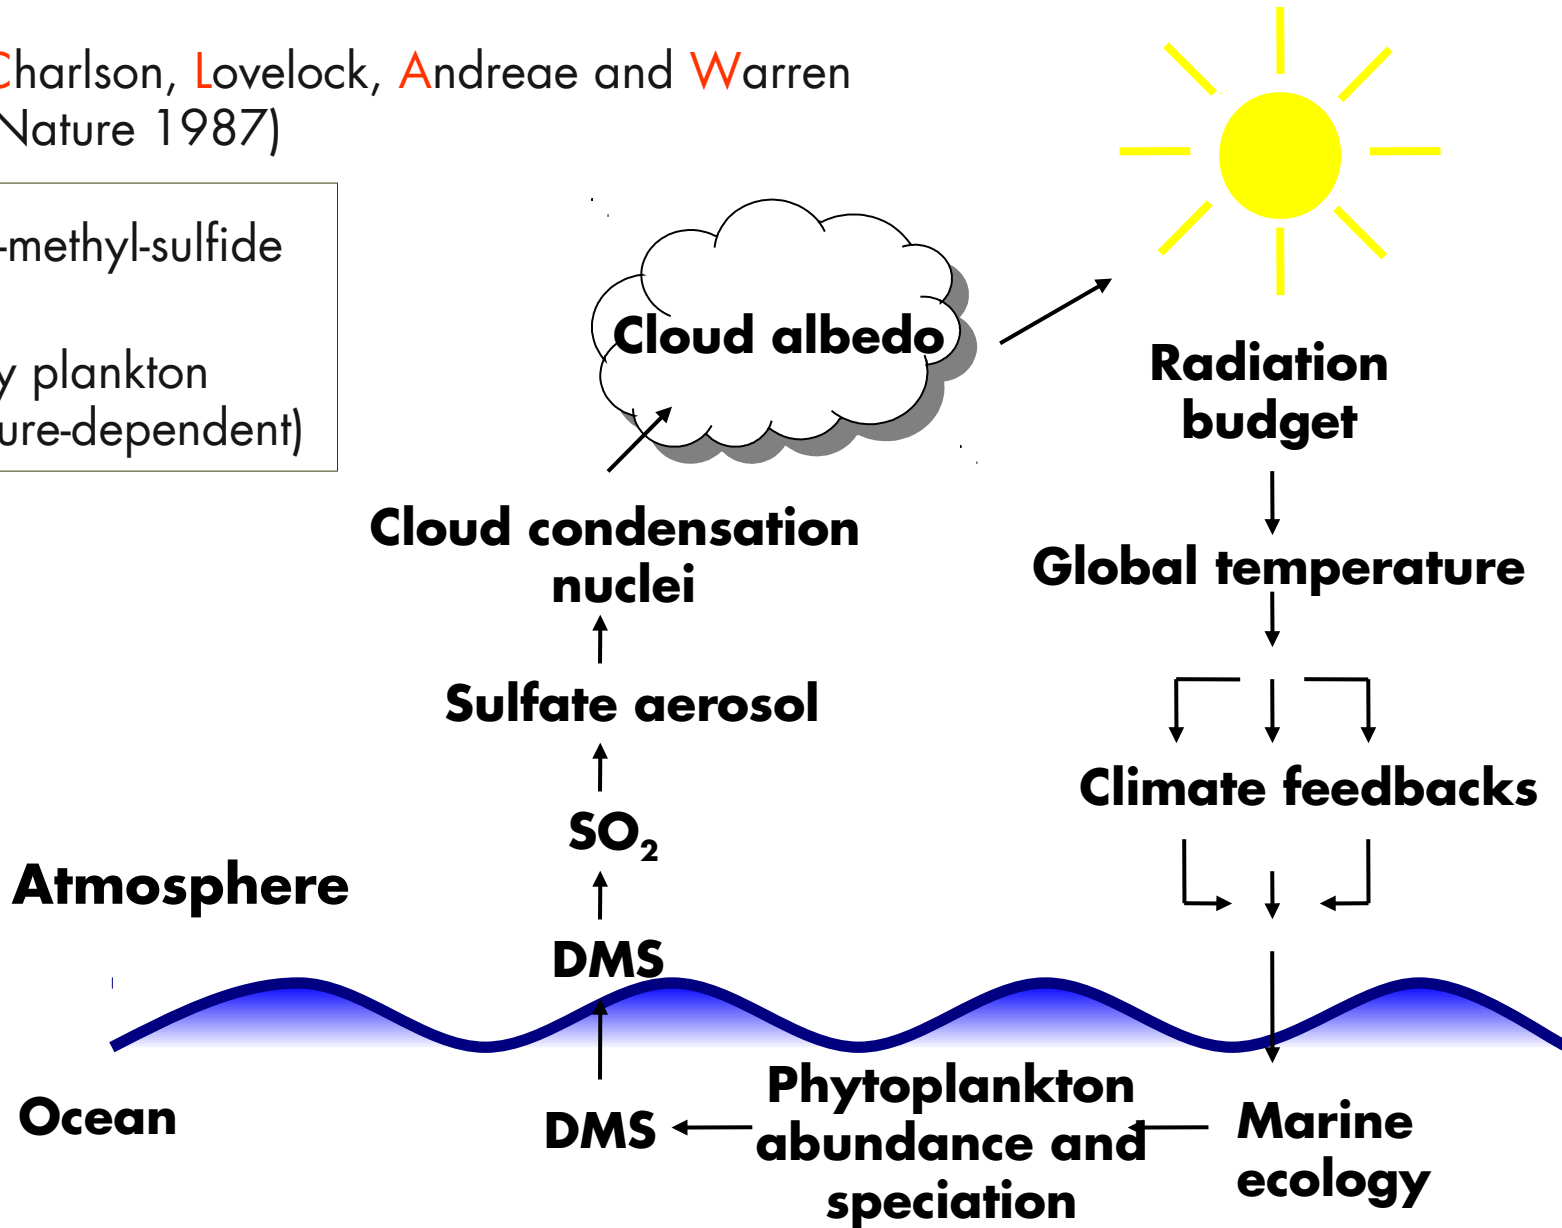 Charlson, Lovelock, Andreae and Warren
Nature 1987)
-methyl-sulfide
y plankton
ure-dependent)
Cloud albedo
Radiation
budget
Cloud condensation
nuclei
Global temperature
Sulfate aerosol
Climate feedbacks
SO₂
Atmosphere
DMS
Ocean
DMS
Phytoplankton
abundance and
speciation
Marine
ecology